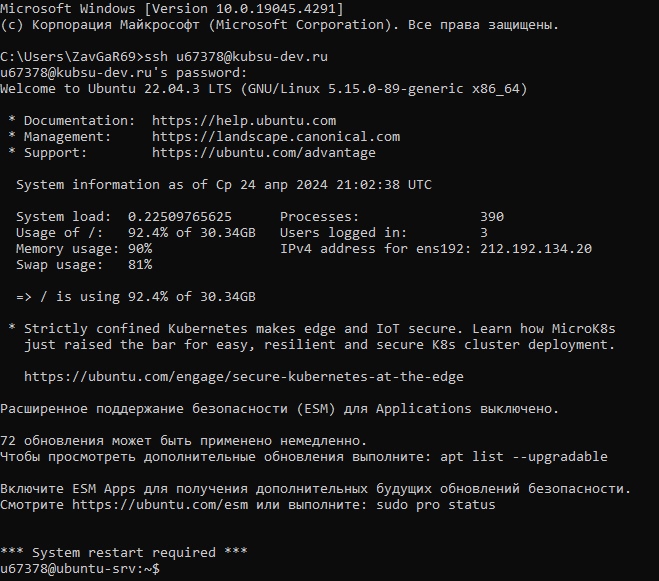 Microsoft Windows [Version 10.0.19045.4291]
(c) Корпорация Майкрософт (Microsoft Corporation). Все права защищены.
C:\Users\ZavGaR69>ssh u67378@kubsu-dev.ru
u67378@kubsu-dev.ru's password:
Welcome to Ubuntu 22.04.3 LTS (GNU/Linux 5.15.0-89-generic x86_64)
* Documentation:  https://help.ubuntu.com
* Management:     https://landscape.canonical.com
* Support:        https://ubuntu.com/advantage
System information as of Ср 24 апр 2024 21:02:38 UTC
System load:  0.22509765625      Processes:               390
Usage of /:   92.4% of 30.34GB   Users logged in:         3
Memory usage: 90%                IPv4 address for ens192: 212.192.134.20
Swap usage:   81%
=> / is using 92.4% of 30.34GB
* Strictly confined Kubernetes makes edge and IoT secure. Learn how MicroK8s
just raised the bar for easy, resilient and secure K8s cluster deployment.
https://ubuntu.com/engage/secure-kubernetes-at-the-edge
Расширенное поддержание безопасности (ESM) для Applications выключено.
72 обновления может быть применено немедленно.
Чтобы просмотреть дополнительные обновления выполните: apt list --upgradable
Включите ESM Apps для получения дополнительных будущих обновлений безопасности.
Смотрите https://ubuntu.com/esm или выполните: sudo pro status
*** System restart required ***
u67378@ubuntu-srv:~$